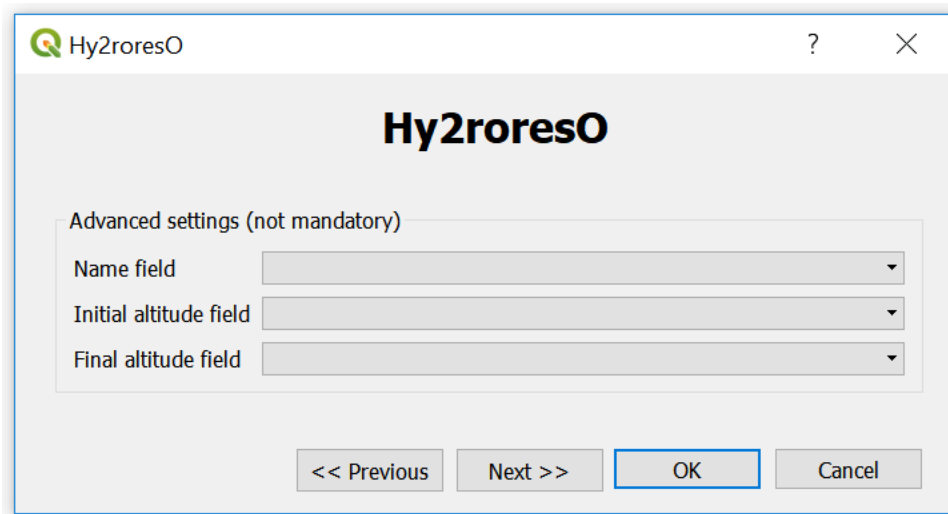 Hy2roresO ?
Hy2roresO
Advanced settings (not mandatory)
Name field
Initial altitude field
Final altitude field
<< Previous Next >> OK Cancel